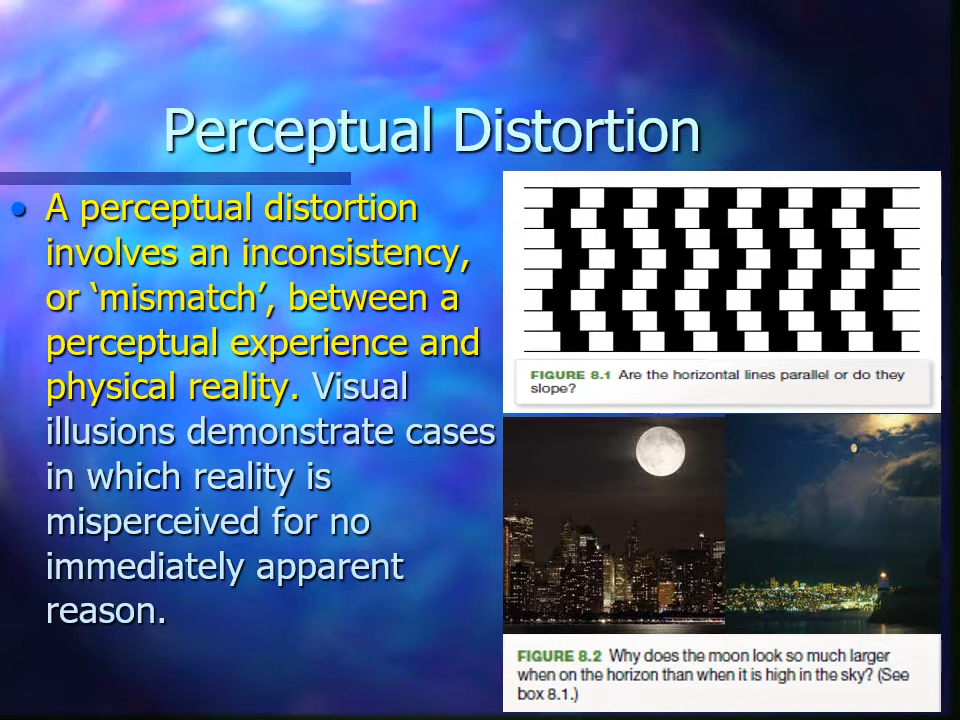 Perceptual Distortion
• A perceptual distortion
involves an inconsistency,
or ‘mismatch’, between a
perceptual experience and
physical reality. Visual
illusions demonstrate cases
in which reality is
misperceived for no
immediately apparent
reason.
FIGURE 8.1 Are the horizontal lines parallel or do they
slope?
FIGURE 8.2 Why does the moon look so much larger
when on the horizon than when it is high in the sky? (See
box 8.1.)